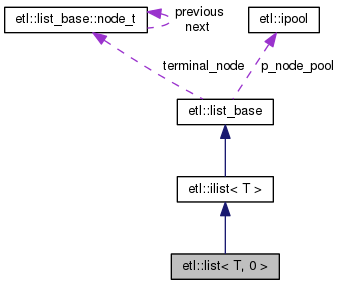 etl::list_base::node_t
previous
next
etl::ipool
terminal_node
p_node_pool
etl::list_base
etl::ilist< T >
etl::list< T, 0 >